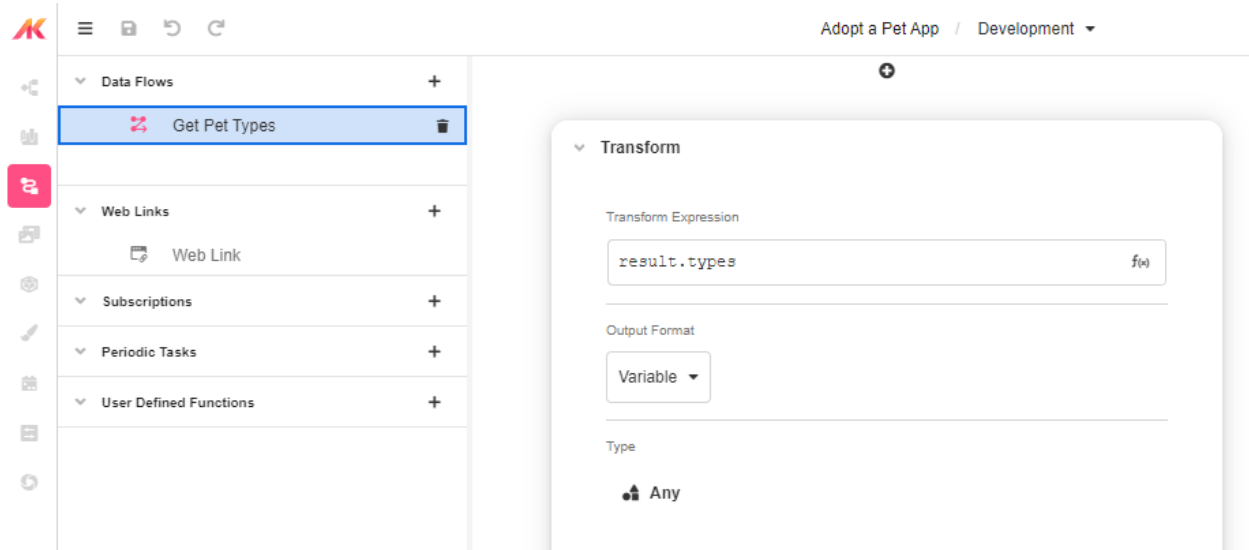 Adopt a Pet App / Development
Data Flows
Get Pet Types
Web Links
Web Link
Subscriptions
Periodic Tasks
User Defined Functions
Transform
Transform Expression
result.types
f(x)
Output Format
Variable
Type
Any